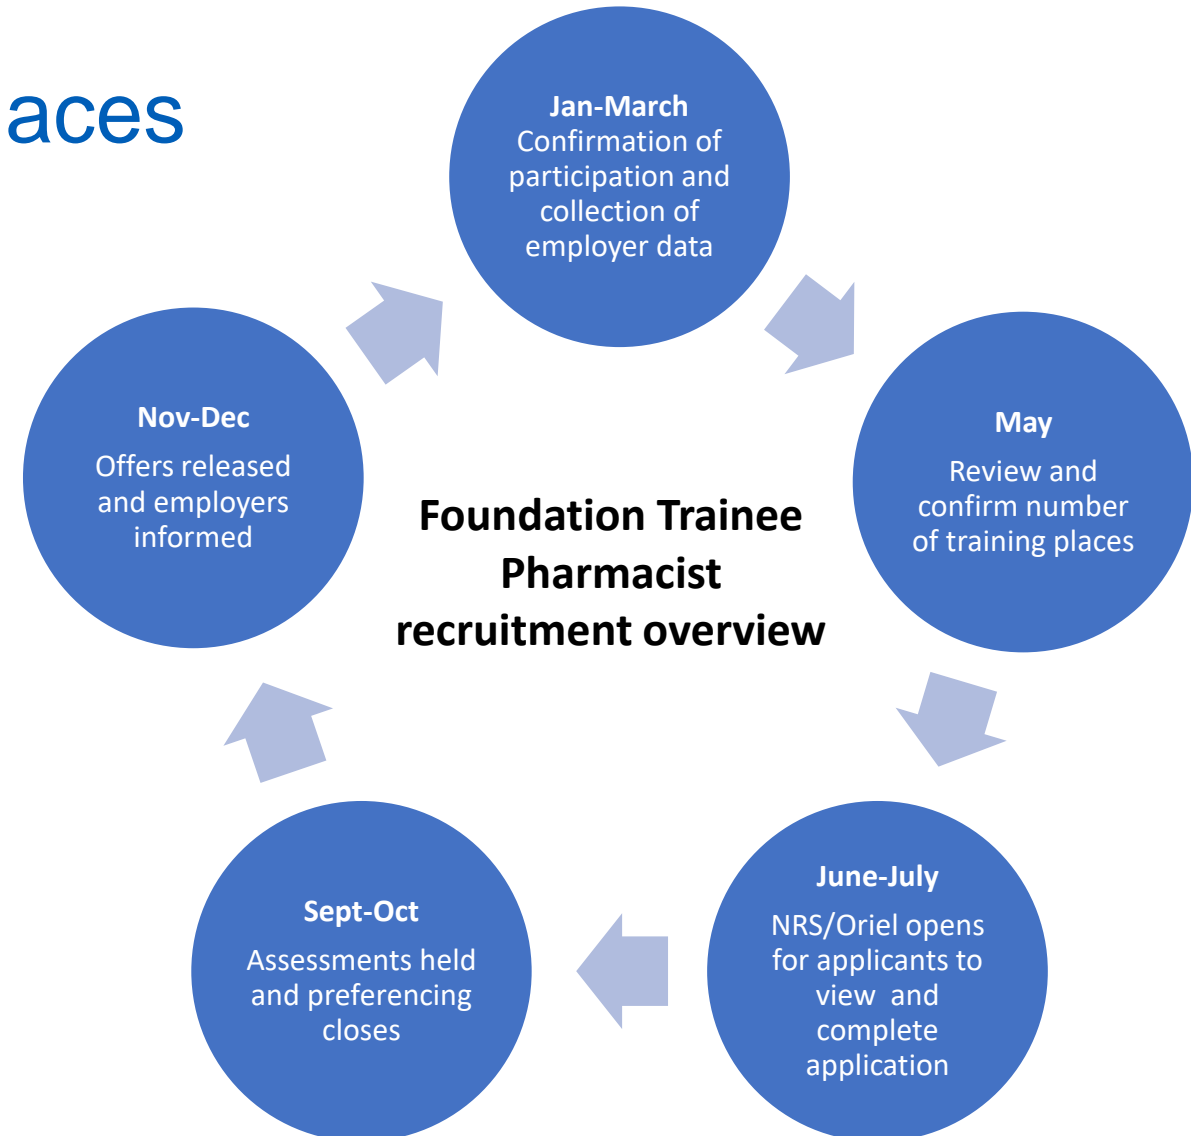 aces
Jan-March
Confirmation of
participation and
collection of
employer data
May
Review and
confirm number
of training places
June-July
NRS/Oriel opens
for applicants to
view  and
complete
application
Sept-Oct
Assessments held
and preferencing
closes
Nov-Dec
Offers released
and employers
informed
Foundation Trainee
Pharmacist
recruitment overview